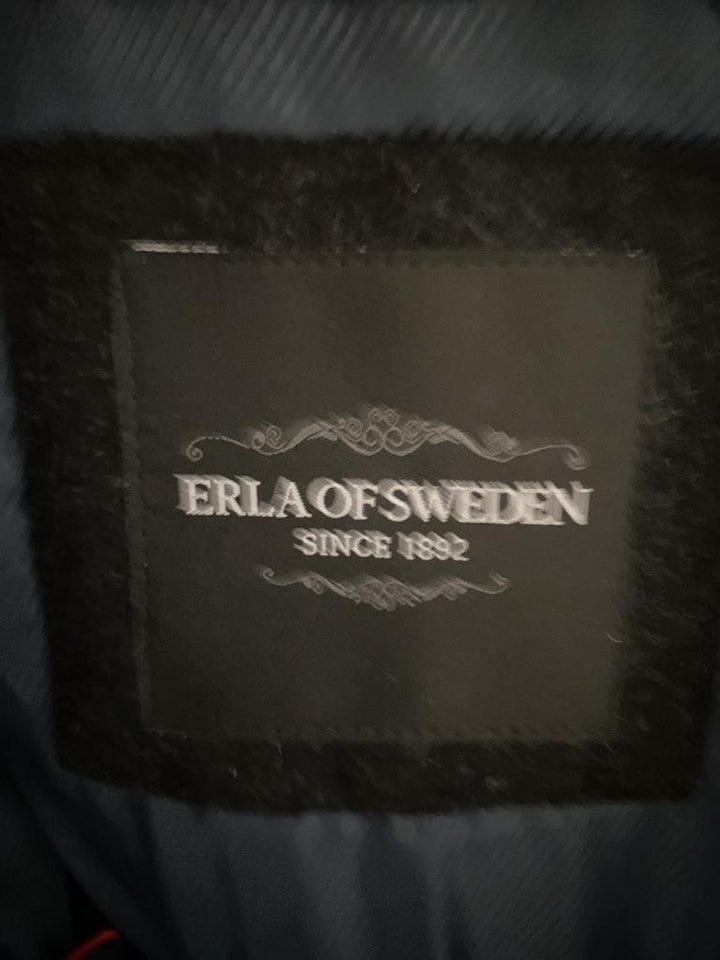 ERLA OF SWEDEN
SINCE 1892